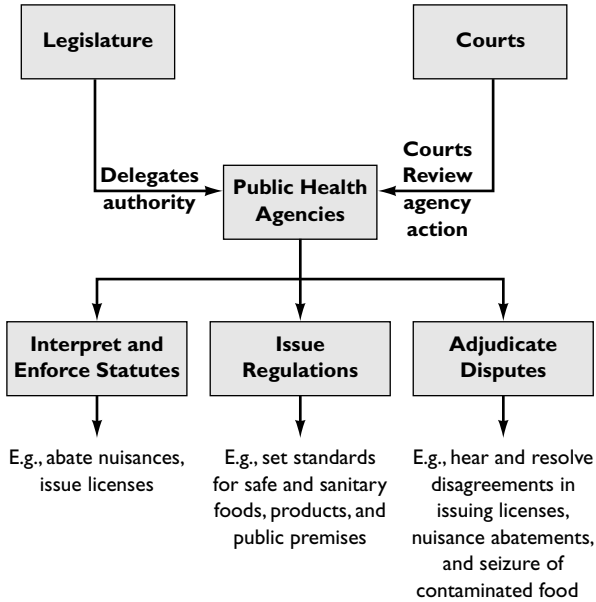 Legislature
Courts
Delegates
authority
Courts
Review
agency
action
Public Health
Agencies
Interpret and
Enforce Statutes
Issue
Regulations
Adjudicate
Disputes
E.g., abate nuisances,
issue licenses
E.g., set standards
for safe and sanitary
foods, products, and
public premises
E.g., hear and resolve
disagreements in
issuing licenses,
nuisance abatements,
and seizure of
contaminated food